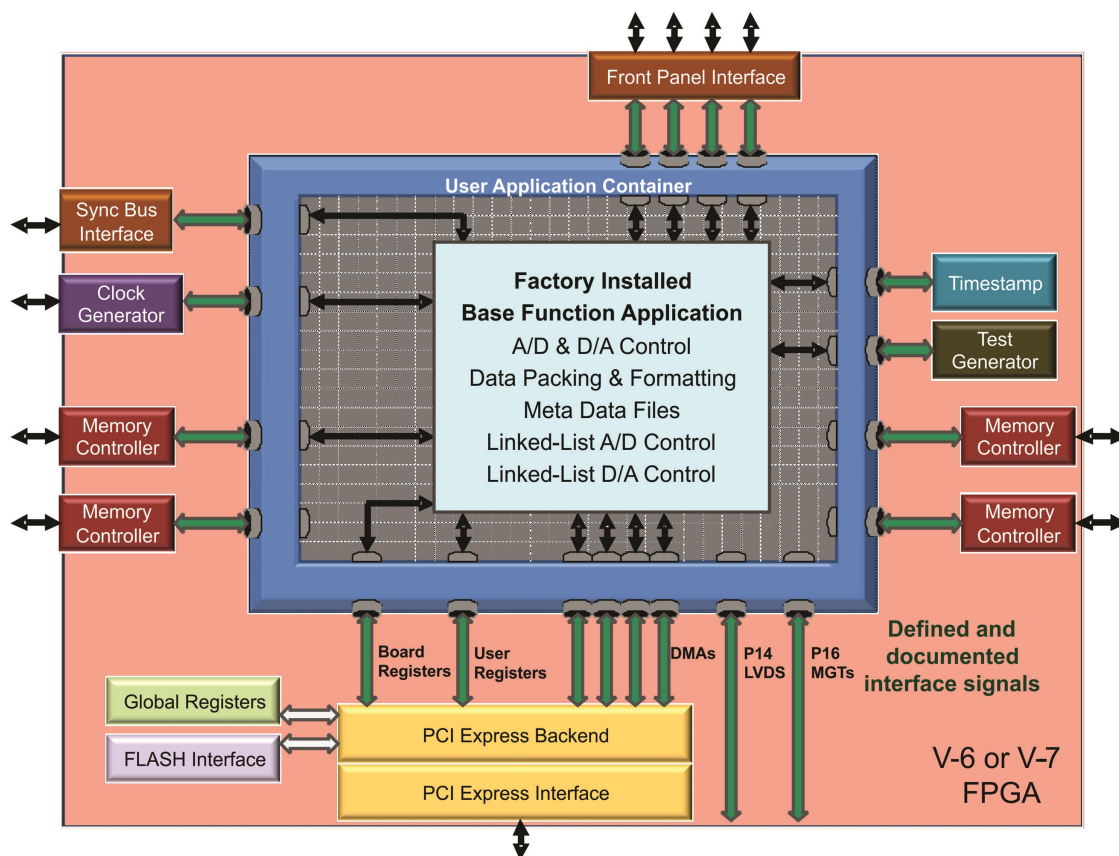 Front Panel Interface
User Application Container
Sync Bus
Interface
Clock
Generator
Memory
Controller
Memory
Controller
Factory Installed
Base Function Application
A/D & D/A Control
Data Packing & Formatting
Meta Data Files
Linked-List A/D Control
Linked-List D/A Control
Timestamp
Test
Generator
Memory
Controller
Memory
Controller
Board
Registers
User
Registers
DMAs
P14
LVDS
P16
MGTs
Defined and
documented
interface signals
Global Registers
FLASH Interface
PCI Express Backend
PCI Express Interface
V-6 or V-7
FPGA